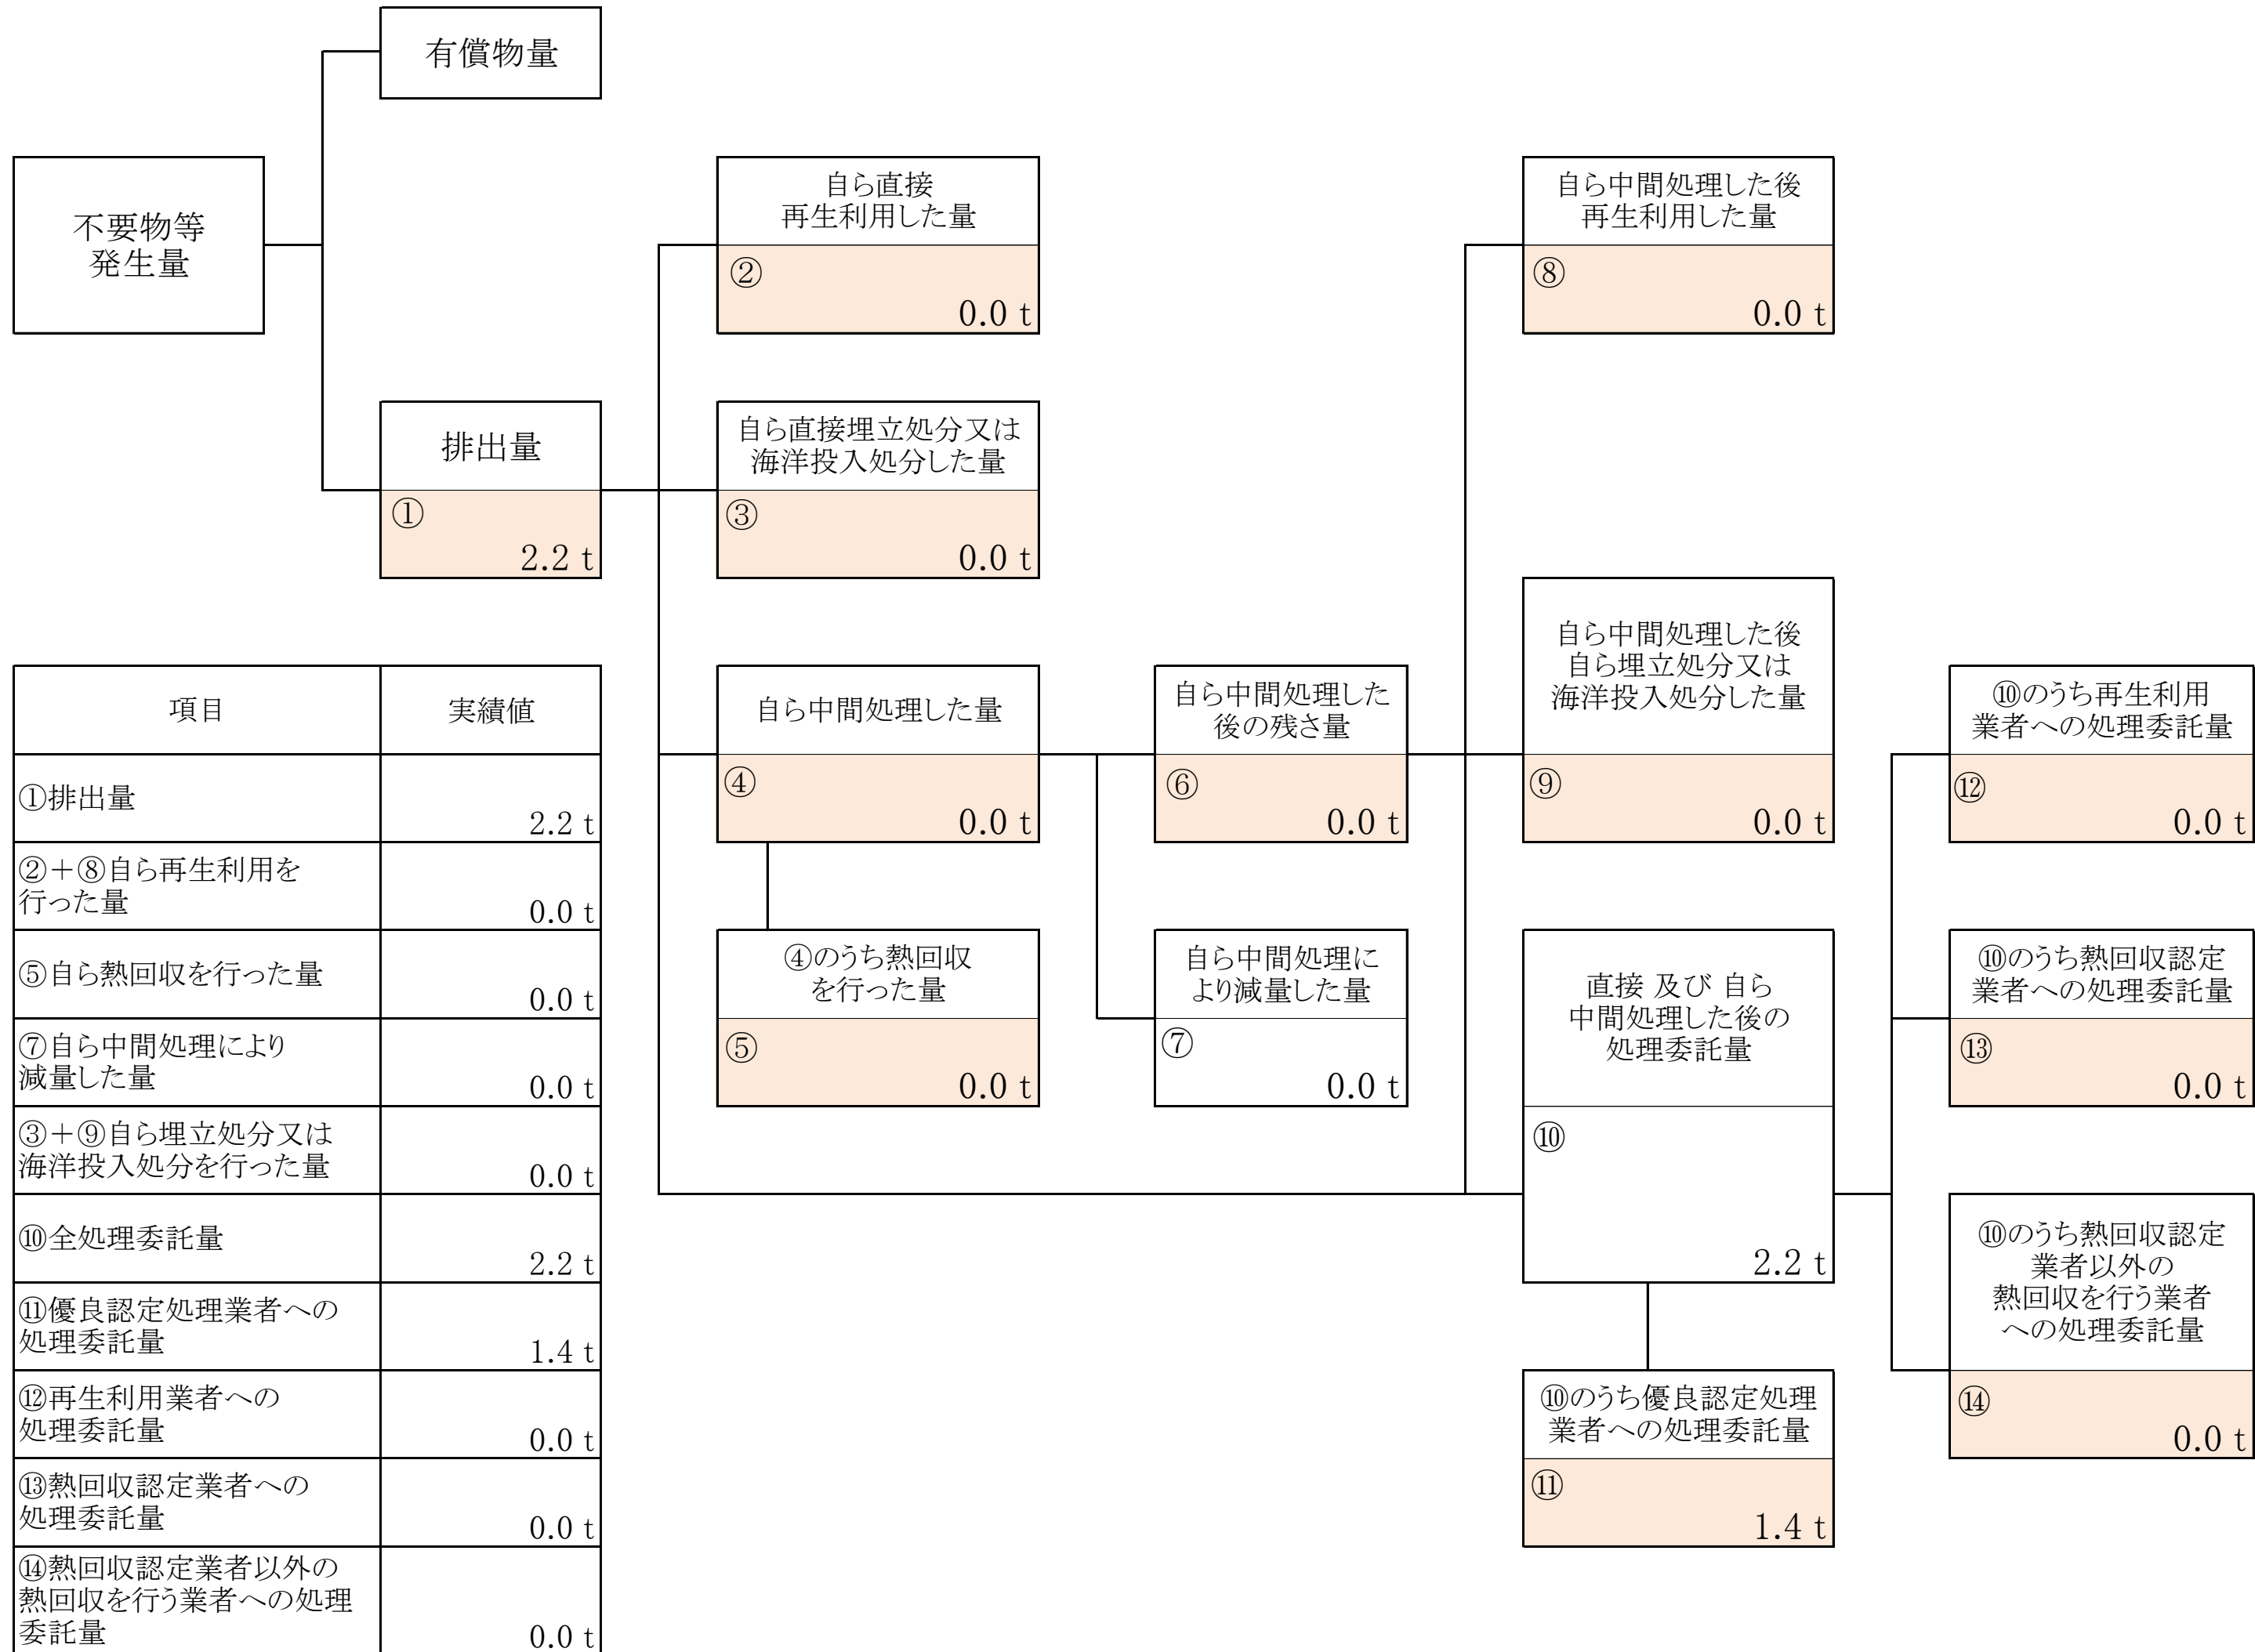 有償物量
不要物等
発生量
自ら直接
再生利用した量
②
0.0 t
自ら中間処理した後
再生利用した量
⑧
0.0 t
排出量
①
2.2 t
自ら直接埋立処分又は
海洋投入処分した量
③
0.0 t
自ら中間処理した後
自ら埋立処分又は
海洋投入処分した量
⑨
0.0 t
自ら中間処理した量
④
0.0 t
自ら中間処理した
後の残さ量
⑥
0.0 t
⑩のうち再生利用
業者への処理委託量
⑫
0.0 t
④のうち熱回収
を行った量
⑤
0.0 t
自ら中間処理に
より減量した量
⑦
0.0 t
直接 及び 自ら
中間処理した後の
処理委託量
⑩
2.2 t
⑩のうち熱回収認定
業者への処理委託量
⑬
0.0 t
⑩のうち熱回収認定
業者以外の
熱回収を行う業者
への処理委託量
⑭
0.0 t
⑩のうち優良認定処理
業者への処理委託量
⑪
1.4 t
項目 実績値
①排出量
2.2 t
②+⑧自ら再生利用を
行った量
0.0 t
⑤自ら熱回収を行った量
0.0 t
⑦自ら中間処理により
減量した量
0.0 t
③+⑨自ら埋立処分又は
海洋投入処分を行った量
0.0 t
⑩全処理委託量
2.2 t
⑪優良認定処理業者への
処理委託量
1.4 t
⑫再生利用業者への
処理委託量
0.0 t
⑬熱回収認定業者への
処理委託量
0.0 t
⑭熱回収認定業者以外の
熱回収を行う業者への処理
委託量
0.0 t